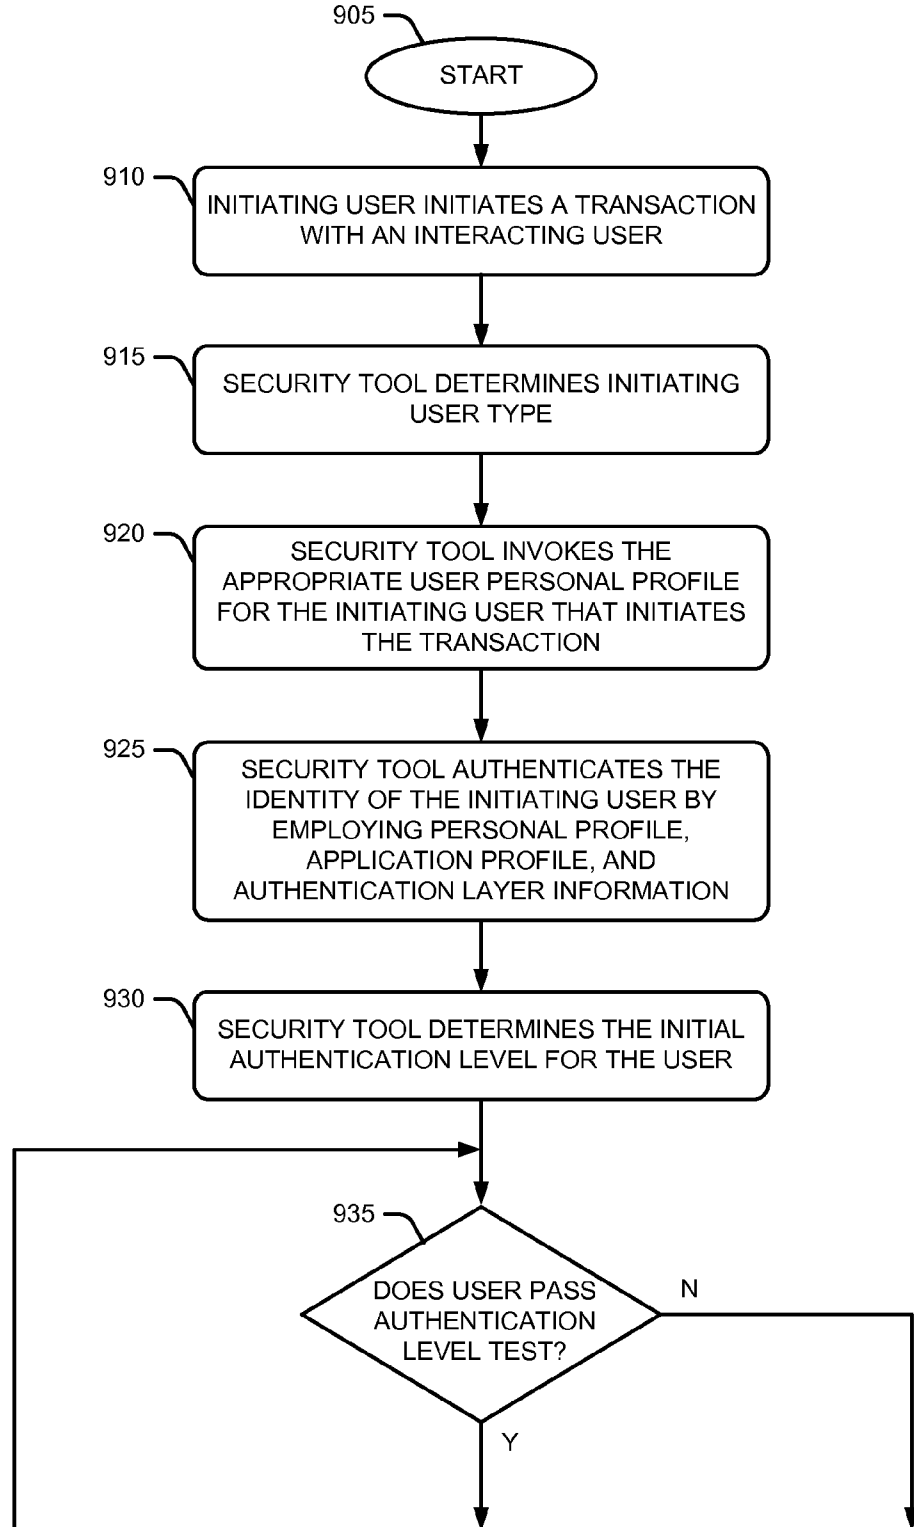 905
START
910
INITIATING USER INITIATES A TRANSACTION
WITH AN INTERACTING USER
915
SECURITY TOOL DETERMINES INITIATING
USER TYPE
920
SECURITY TOOL INVOKES THE
APPROPRIATE USER PERSONAL PROFILE
FOR THE INITIATING USER THAT INITIATES
THE TRANSACTION
925
SECURITY TOOL AUTHENTICATES THE
IDENTITY OF THE INITIATING USER BY
EMPLOYING PERSONAL PROFILE,
APPLICATION PROFILE, AND
AUTHENTICATION LAYER INFORMATION
930
SECURITY TOOL DETERMINES THE INITIAL
AUTHENTICATION LEVEL FOR THE USER
935
DOES USER PASS
AUTHENTICATION
LEVEL TEST?
N
Y